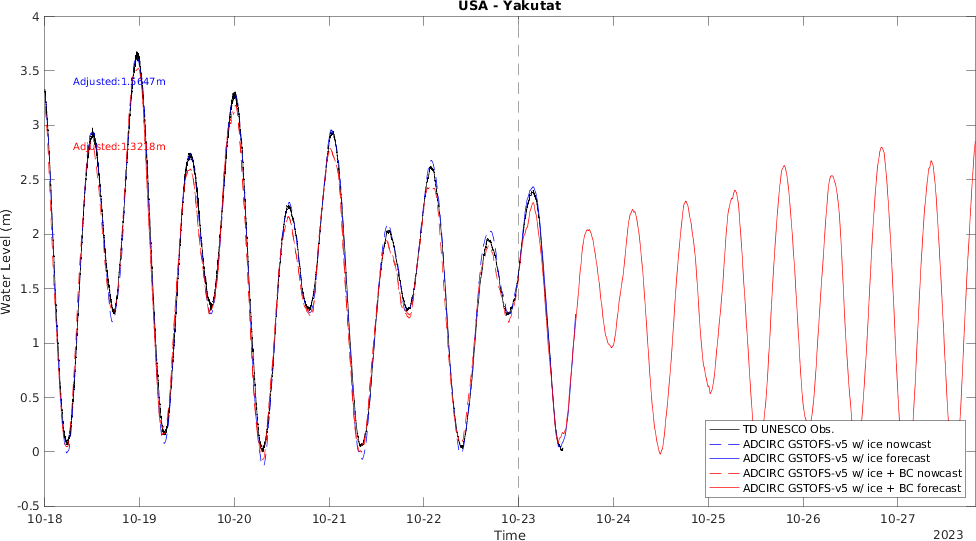 USA - Yakutat
4
3.5
3
2.5
2
1.5
1
0.5
0
-0.5
Water Level (m)
Adjusted:1.5647m
Adjusted:1.3218m
TD UNESCO Obs.
ADCIRC GSTOFS-v5 w/ ice nowcast
ADCIRC GSTOFS-v5 w/ ice forecast
ADCIRC GSTOFS-v5 w/ ice + BC nowcast
ADCIRC GSTOFS-v5 w/ ice + BC forecast
10-18 10-19 10-20 10-21 10-22 10-23 10-24 10-25 10-26 10-27
Time
2023